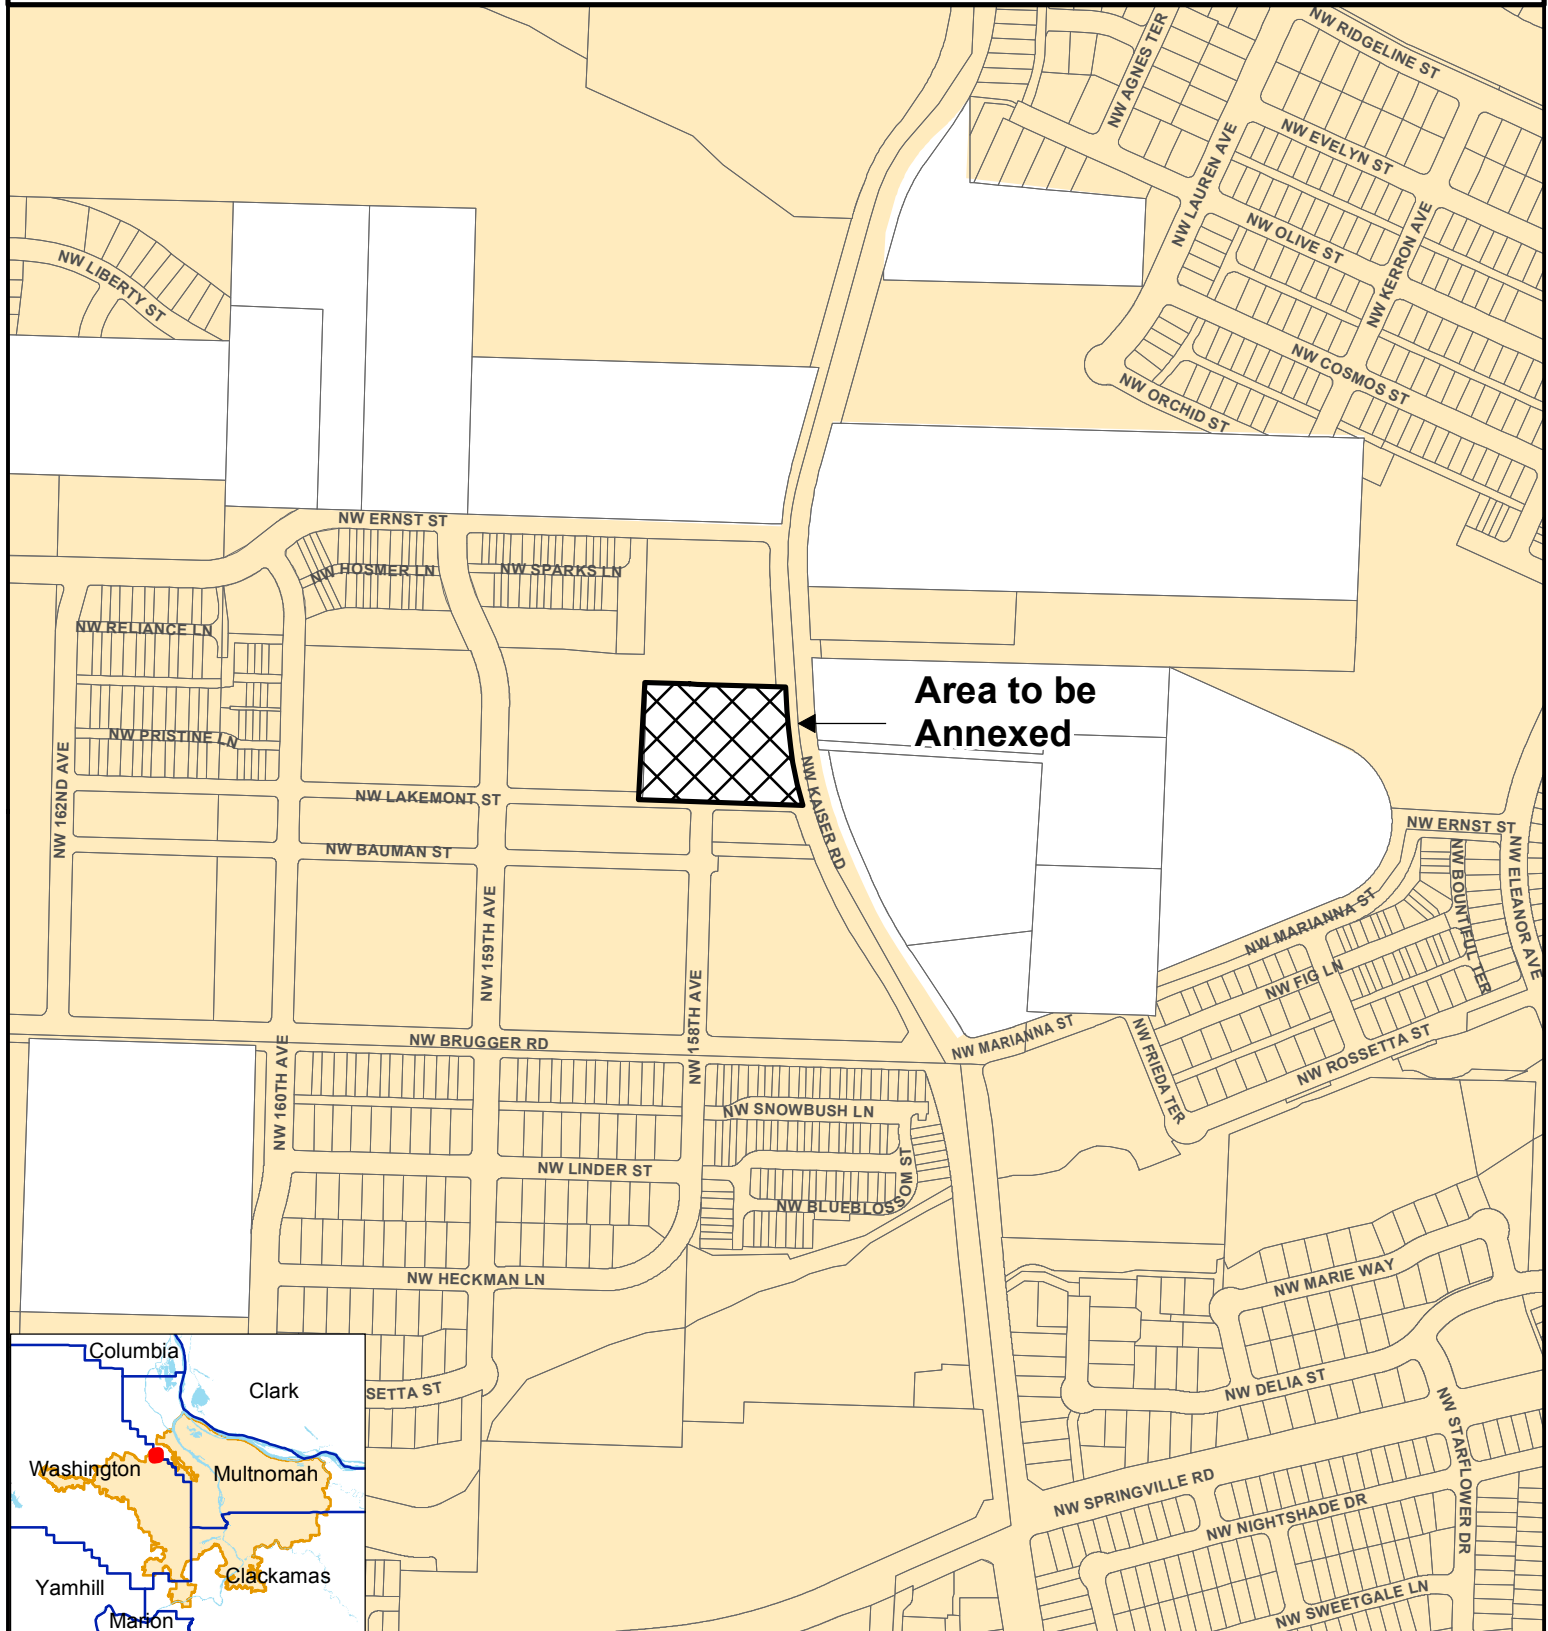 NW RIDGELINE ST
NW AGNES TER
NW EVELYN ST
NW LAUREN AVE
NW OLIVE ST
NW KERRON AVE
NW LIBERTY ST
NW COSMOS ST
NW ORCHID ST
NW ERNST ST
NW HOSMER LN
NW SPARKS LN
NW RELIANCE LN
Area to be
Annexed
NW PRISTINE LN
NW 162ND AVE
NW LAKEMONT ST
NW KAISER RD
NW BAUMAN ST
NW ERNST ST
NW BOUNTIFUL TER
NW ELEANOR AVE
NW 159TH AVE
NW MARIANNA ST
NW FIG LN
NW 158TH AVE
NW BRUGGER RD
NW MARIANNA ST
NW ROSSETTA ST
NW FRIEDA TER
NW 160TH AVE
NW SNOWBUSH LN
NW LINDER ST
NW BLUEBLOSSOM ST
NW HECKMAN LN
NW MARIE WAY
Columbia
Clark
SETTA ST
NW DELIA ST
NW STARFLOWER DR
Washington
Multnomah
NW SPRINGVILLE RD
NW NIGHTSHADE DR
Yamhill
Clackamas
Marion
NW SWEETGALE LN